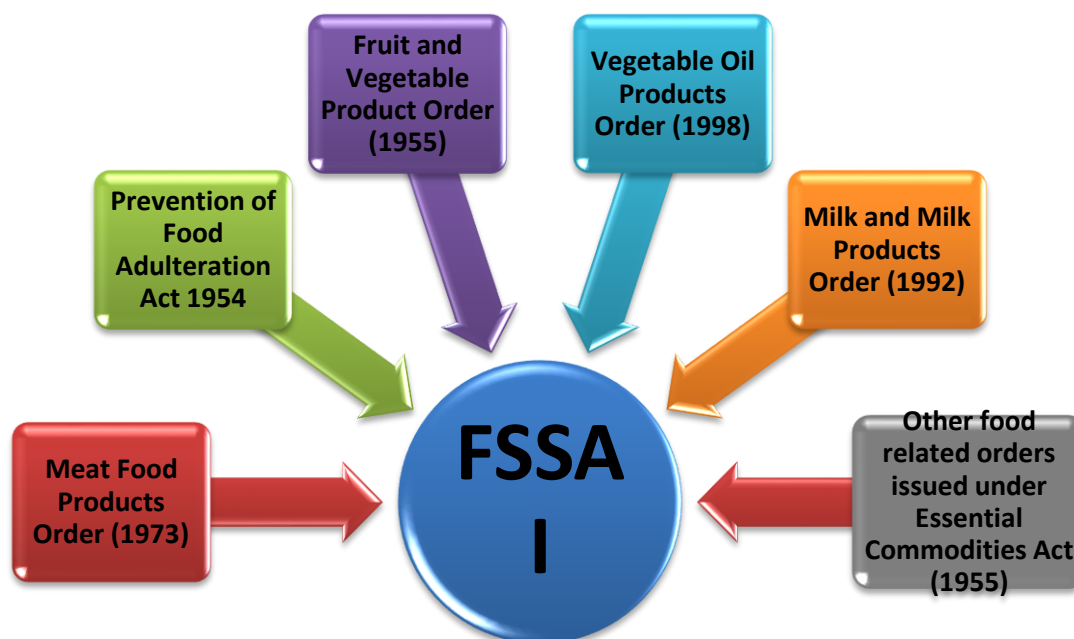 Fruit and
Vegetable
Product Order
(1955)
Vegetable Oil
Products
Order (1998)
Prevention of
Food
Adulteration
Act 1954
Milk and Milk
Products
Order (1992)
Meat Food
Products
Order (1973)
FSSA
I
Other food
related orders
issued under
Essential
Commodities Act
(1955)